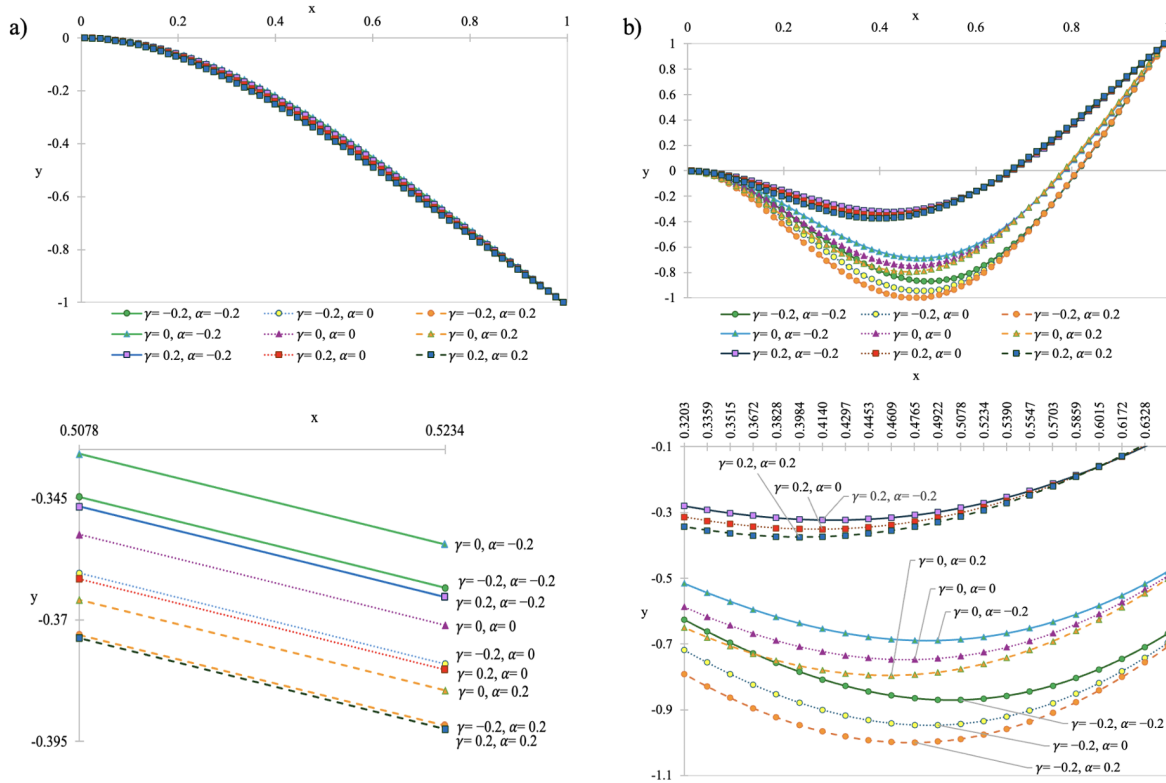 a)
x
0 0.2 0.4 0.6 0.8 1
0
-0.2
-0.4
y
-0.6
-0.8
-1
γ= −0.2, α= −0.2 γ= −0.2, α= 0 γ= −0.2, α= 0.2
γ= 0, α= −0.2 γ= 0, α= 0 γ= 0, α= 0.2
γ= 0.2, α= −0.2 γ= 0.2, α= 0 γ= 0.2, α= 0.2
b)
x
0 0.2 0.4 0.6 0.8
1
0.8
0.6
0.4
0.2
0
y
-0.2
-0.4
-0.6
-0.8
-1
γ= −0.2, α= −0.2 γ= −0.2, α= 0 γ= −0.2, α= 0.2
γ= 0, α= −0.2 γ= 0, α= 0 γ= 0, α= 0.2
γ= 0.2, α= −0.2 γ= 0.2, α= 0 γ= 0.2, α= 0.2
x
0.5078 0.5234
-0.345
y
-0.37
-0.395
γ= 0, α= −0.2
γ= −0.2, α= −0.2
γ= 0.2, α= −0.2
γ= 0, α= 0
γ= −0.2, α= 0
γ= 0.2, α= 0
γ= 0, α= 0.2
γ= −0.2, α= 0.2
γ= 0.2, α= 0.2
x
0.3203 0.3359 0.3515 0.3672 0.3828 0.3984 0.4140 0.4297 0.4453 0.4609 0.4765 0.4922 0.5078 0.5234 0.5390 0.5547 0.5703 0.5859 0.6015 0.6172 0.6328
-0.1
-0.3
-0.5
y
-0.7
-0.9
-1.1
γ= 0.2, α= 0.2
γ= 0.2, α= 0
γ= 0.2, α= −0.2
γ= 0, α= 0.2
γ= 0, α= 0
γ= 0, α= −0.2
γ= −0.2, α= −0.2
γ= −0.2, α= 0
γ= −0.2, α= 0.2